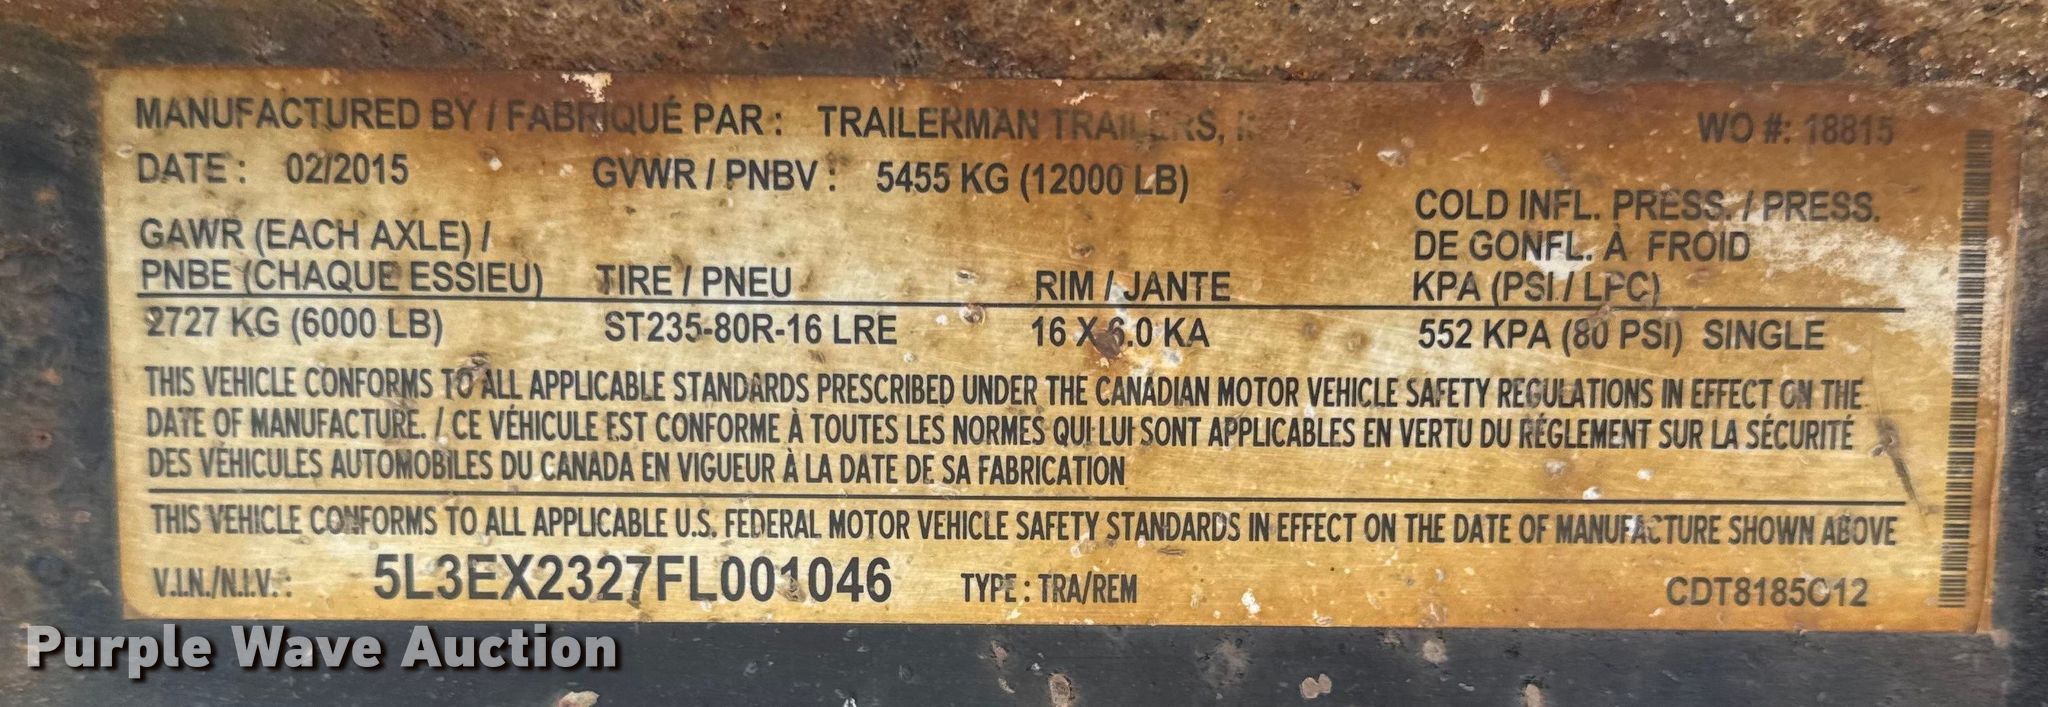 MANUFACTURED BY / FABRIQUÉ PAR : TRAILERMAN TRAILERS,
WO #: 18815
DATE : 02/2015 GVWR / PNBV : 5455 KG (12000 LB)
GAWR (EACH AXLE) /
PNBE (CHAQUE ESSIEU) TIRE / PNEU RIM / JANTE
COLD INFL. PRESS. / PRESS.
DE GONFL. À FROID
KPA (PSI / LPC)
2727 KG (6000 LB) ST235-80R-16 LRE 16 X 6.0 KA 552 KPA (80 PSI) SINGLE
THIS VEHICLE CONFORMS TO ALL APPLICABLE STANDARDS PRESCRIBED UNDER THE CANADIAN MOTOR VEHICLE SAFETY REGULATIONS IN EFFECT ON THE
DATE OF MANUFACTURE. / CE VÉHICULE EST CONFORME À TOUTES LES NORMES QUI LUI SONT APPLICABLES EN VERTU DU RÉGLEMENT SUR LA SÉCURITÉ
DES VÉHICULES AUTOMOBILES DU CANADA EN VIGUEUR À LA DATE DE SA FABRICATION
THIS VEHICLE CONFORMS TO ALL APPLICABLE U.S. FEDERAL MOTOR VEHICLE SAFETY STANDARDS IN EFFECT ON THE DATE OF MANUFACTURE SHOWN ABOVE
V.I.N./N.I.V. : 5L3EX2327FL001046 TYPE : TRA/REM CDT8185G12
Purple Wave Auction